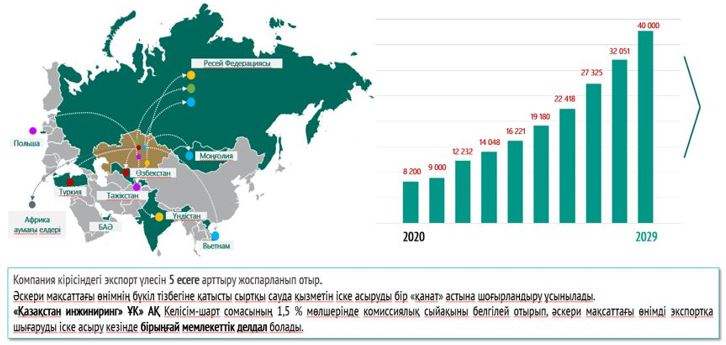 Ресей Федерациясы
Польша
Моңголия
Өзбекстан
Туркия
Тәжікстан
Африка
аумағы елдері
БАӘ
Үндістан
Вьетнам
8 200
9 000
12 232
14 048
16 221
19 180
22 418
27 325
32 051
40 000
2020
2029
Компания кірісіндегі экспорт үлесін 5 есеге арттыру жоспарланып отыр.
Әскери мақсаттағы өнімнің бүкіл тізбегіне қатысты сыртқы сауда қызметін іске асыруды бір «қанат» астына шоғырландыру ұсынылады.
«Қазақстан инжиниринг» ҰК» АҚ Келісім-шарт сомасының 1,5 % мөлшерінде комиссиялық сыйақыны белгілей отырып, әскери мақсаттағы өнімді экспортқа
шығаруды іске асыру кезінде бірыңғай мемлекеттік делдал болады.